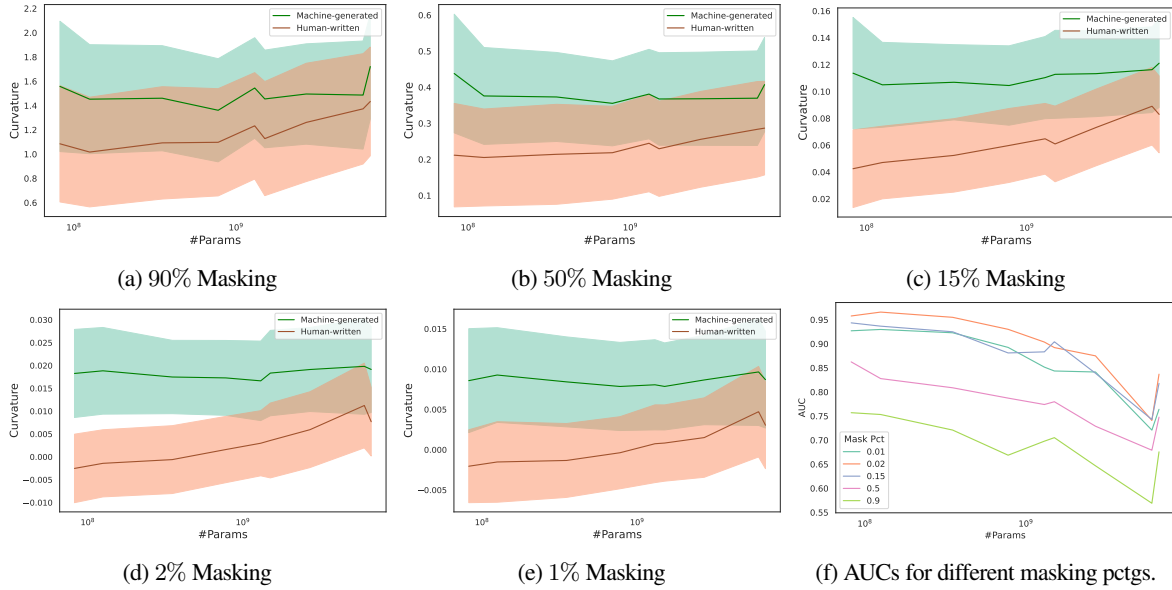 2.2
2.0
1.8
1.6
1.4
1.2
1.0
0.8
0.6
Curvature
Machine-generated
Human-written
10^8
10^9
#Params
(a) 90% Masking
0.6
0.5
0.4
0.3
0.2
0.1
Curvature
Machine-generated
Human-written
10^8
10^9
#Params
(b) 50% Masking
0.16
0.14
0.12
0.10
0.08
0.06
0.04
0.02
Curvature
Machine-generated
Human-written
10^8
10^9
#Params
(c) 15% Masking
0.030
0.025
0.020
0.015
0.010
0.005
0.000
−0.005
−0.010
Curvature
Machine-generated
Human-written
10^8
10^9
#Params
(d) 2% Masking
0.015
0.010
0.005
0.000
−0.005
Curvature
Machine-generated
Human-written
10^8
10^9
#Params
(e) 1% Masking
0.95
0.90
0.85
0.80
0.75
0.70
0.65
0.60
0.55
AUC
Mask Pct
0.01
0.02
0.15
0.5
0.9
10^8
10^9
#Params
(f) AUCs for different masking pctgs.